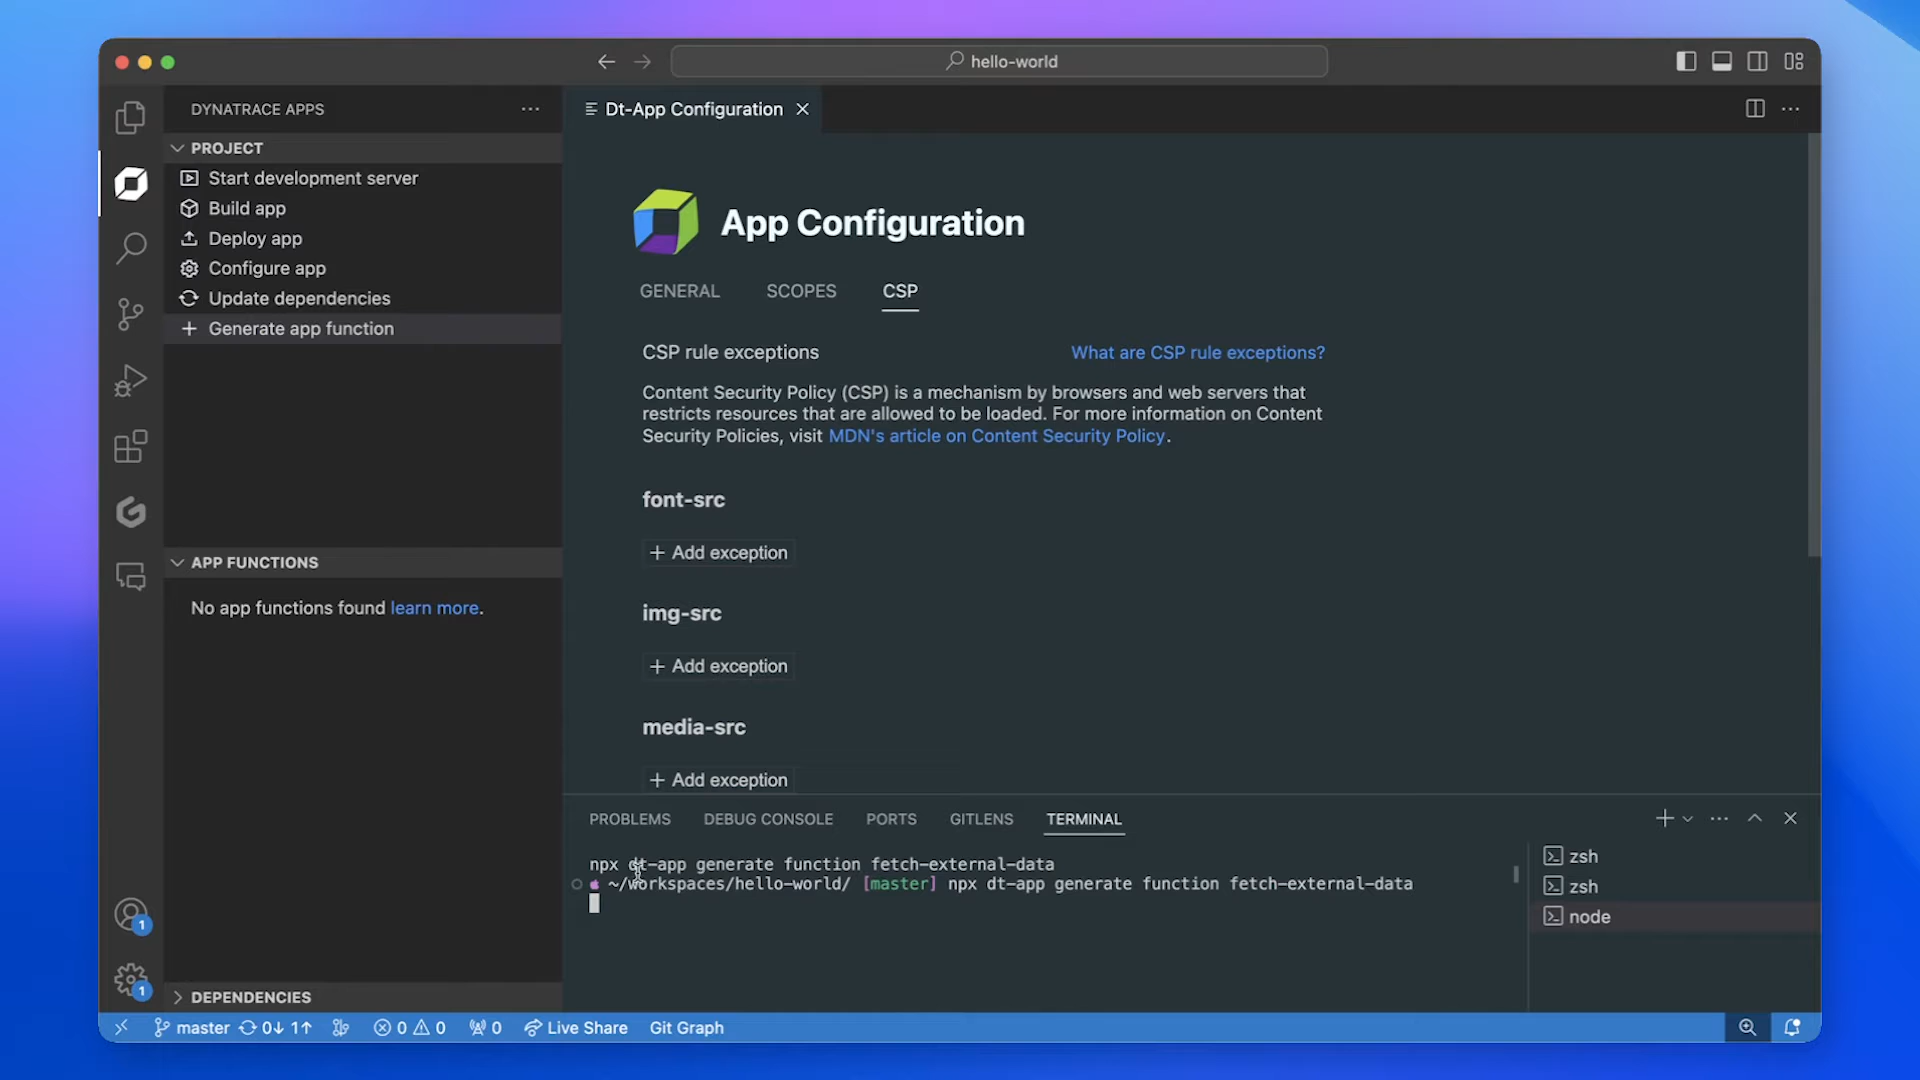 hello-world
DYNATRACE APPS
PROJECT
Start development server
Build app
Deploy app
Configure app
Update dependencies
Generate app function
APP FUNCTIONS
No app functions found learn more.
DEPENDENCIES
Dt-App Configuration
App Configuration
GENERAL SCOPES CSP
CSP rule exceptions What are CSP rule exceptions?
Content Security Policy (CSP) is a mechanism by browsers and web servers that
restricts resources that are allowed to be loaded. For more information on Content
Security Policies, visit MDN's article on Content Security Policy.
font-src
+ Add exception
img-src
+ Add exception
media-src
+ Add exception
PROBLEMS DEBUG CONSOLE PORTS GITLENS TERMINAL
npx dt-app generate function fetch-external-data
~/workspaces/hello-world/ [master] npx dt-app generate function fetch-external-data
zsh
zsh
node
1
1
master 0↓ 1↑ 0 0 0 Live Share Git Graph